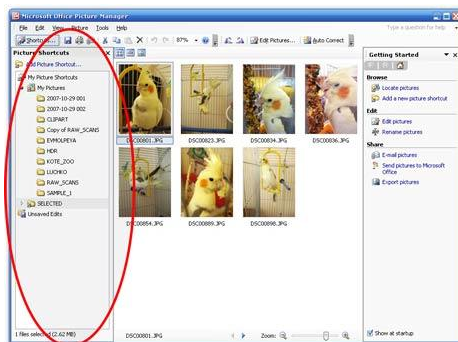 Microsoft Office Picture Manager
File Edit View Picture Tools Help
Type a question for help
Shortcuts... 87% Edit Pictures... Auto Correct
Picture Shortcuts
Add Picture Shortcut...
My Picture Shortcuts
My Pictures
2007-10-29 001
2007-10-29 002
CLIPART
Copy of RAW_SCANS
EVMOLPEYA
HDR
KOTE_ZOO
LUCHKO
RAW_SCANS
SAMPLE_1
SELECTED
Unsaved Edits
DSC00801.JPG DSC00823.JPG DSC00834.JPG DSC00836.JPG
DSC00854.JPG DSC00889.JPG DSC00898.JPG
Getting Started
Browse
Locate pictures
Add a new picture shortcut
Edit
Edit pictures
Rename pictures
Share
E-mail pictures
Send pictures to Microsoft
Office
Export pictures
1 files selected (2.62 MB)
DSC00801.JPG
Zoom:
Show at startup